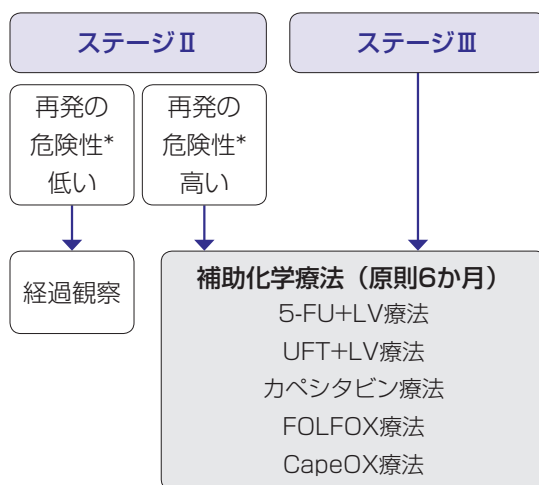 ステージⅡ
ステージⅢ
再発の
危険性*
低い
再発の
危険性*
高い
経過観察
補助化学療法（原則6か月）
5-FU+LV療法
UFT+LV療法
カペシタビン療法
FOLFOX療法
CapeOX療法